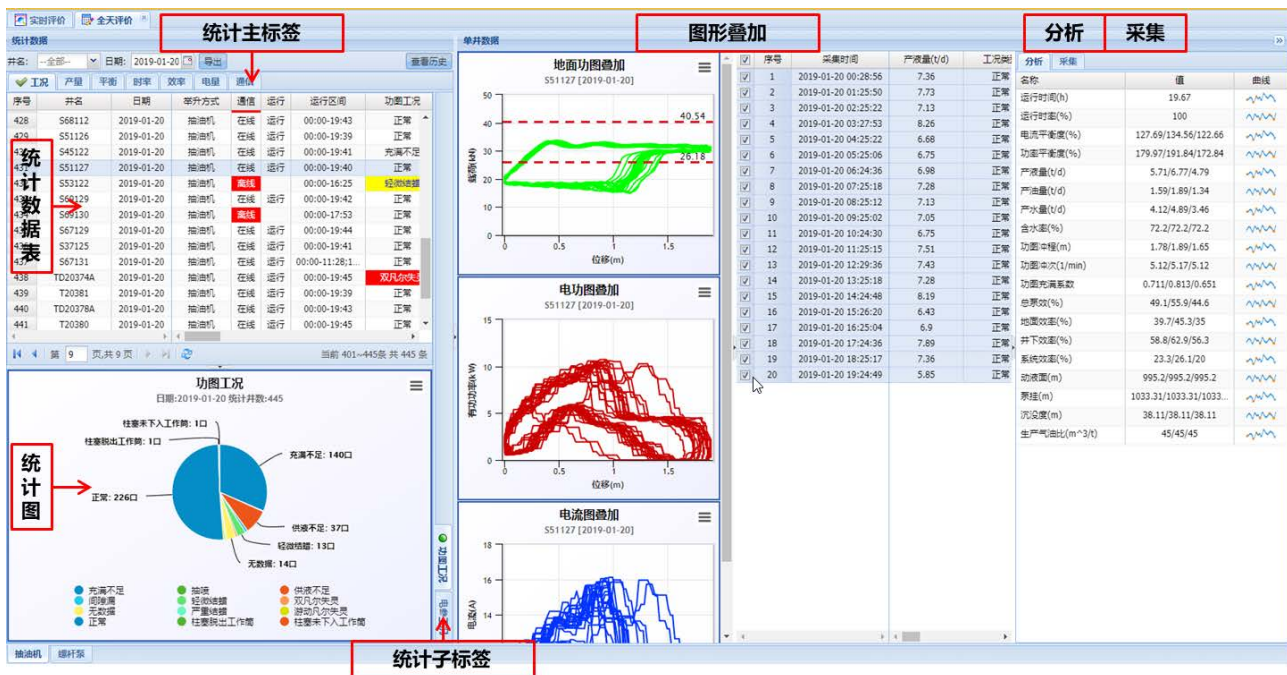 实时评价 全天评价
统计主标签
图形叠加
分析 采集
统计数据
单井数据
井名: --全部-- 日期: 2019-01-20 导出 查看历史
工况 产量 平衡 时率 效率 电量 通信
序号 井名 日期 举升方式 通信 运行 运行区间 功图工况
428 S68112 2019-01-20 抽油机 在线 运行 00:00-19:43 正常
429 S51126 2019-01-20 抽油机 在线 运行 00:00-19:39 正常
S45122 2019-01-20 抽油机 在线 运行 00:00-19:41 充满不足
S51127 2019-01-20 抽油机 在线 运行 00:00-19:40 正常
S53122 2019-01-20 抽油机 离线 00:00-16:25 轻微结蜡
S69129 2019-01-20 抽油机 在线 运行 00:00-19:42 正常
S69130 2019-01-20 抽油机 离线 00:00-17:53 正常
S67129 2019-01-20 抽油机 在线 运行 00:00-19:44 正常
S37125 2019-01-20 抽油机 在线 运行 00:00-19:41 正常
S67131 2019-01-20 抽油机 在线 运行 00:00-11:28;1... 正常
438 TD20374A 2019-01-20 抽油机 在线 运行 00:00-19:45 双凡尔失灵
439 T20381 2019-01-20 抽油机 在线 运行 00:00-19:39 正常
440 TD20378A 2019-01-20 抽油机 在线 运行 00:00-19:43 正常
441 T20380 2019-01-20 抽油机 在线 运行 00:00-19:45 正常
统计数据表
第 9 页,共 9 页 当前 401~445条 共 445 条
功图工况
日期:2019-01-20 统计井数:445
柱塞未下入工作筒: 1口
柱塞脱出工作筒: 1口
充满不足: 140口
正常: 226口
供液不足: 37口
轻微结蜡: 13口
无数据: 14口
统计图
充满不足 抽喷 供液不足
间隙漏 轻微结蜡 双凡尔失灵
无数据 严重结蜡 游动凡尔失灵
正常 柱塞脱出工作筒 柱塞未下入工作筒
功图工况
统计子标签
抽油机 螺杆泵
地面功图叠加
S51127 [2019-01-20]
载荷(kN)
50
40
30
20
10
0
40.54
26.18
0 0.5 1 1.5
位移(m)
电功图叠加
S51127 [2019-01-20]
有功功率(kW)
15
10
5
0
0 0.5 1 1.5
位移(m)
电流图叠加
S51127 [2019-01-20]
电流(A)
18
16
14
序号 采集时间 产液量(t/d) 工况类
1 2019-01-20 00:28:56 7.36 正常
2 2019-01-20 01:25:50 7.73 正常
3 2019-01-20 02:25:22 7.13 正常
4 2019-01-20 03:27:53 8.26 正常
5 2019-01-20 04:25:22 6.68 正常
6 2019-01-20 05:25:06 6.75 正常
7 2019-01-20 06:24:36 6.98 正常
8 2019-01-20 07:25:18 7.28 正常
9 2019-01-20 08:25:12 7.13 正常
10 2019-01-20 09:25:02 7.05 正常
11 2019-01-20 10:24:30 6.75 正常
12 2019-01-20 11:25:15 7.51 正常
13 2019-01-20 12:29:36 7.43 正常
14 2019-01-20 13:25:18 7.28 正常
15 2019-01-20 14:24:48 8.19 正常
16 2019-01-20 15:26:20 6.43 正常
17 2019-01-20 16:25:04 6.9 正常
18 2019-01-20 17:24:36 7.89 正常
19 2019-01-20 18:25:17 7.36 正常
20 2019-01-20 19:24:49 5.85 正常
分析 采集
名称 值 曲线
运行时间(h) 19.67
运行时率(%) 100
电流平衡度(%) 127.69/134.56/122.66
功率平衡度(%) 179.97/191.84/172.84
产液量(t/d) 5.71/6.77/4.79
产油量(t/d) 1.59/1.89/1.34
产水量(t/d) 4.12/4.89/3.46
含水率(%) 72.2/72.2/72.2
功图冲程(m) 1.78/1.89/1.65
功图冲次(1/min) 5.12/5.17/5.12
功图充满系数 0.711/0.813/0.651
总泵效(%) 49.1/55.9/44.6
地面效率(%) 39.7/45.3/35
井下效率(%) 58.8/62.9/56.3
系统效率(%) 23.3/26.1/20
动液面(m) 995.2/995.2/995.2
泵挂(m) 1033.31/1033.31/1033...
沉没度(m) 38.11/38.11/38.11
生产气油比(m^3/t) 45/45/45